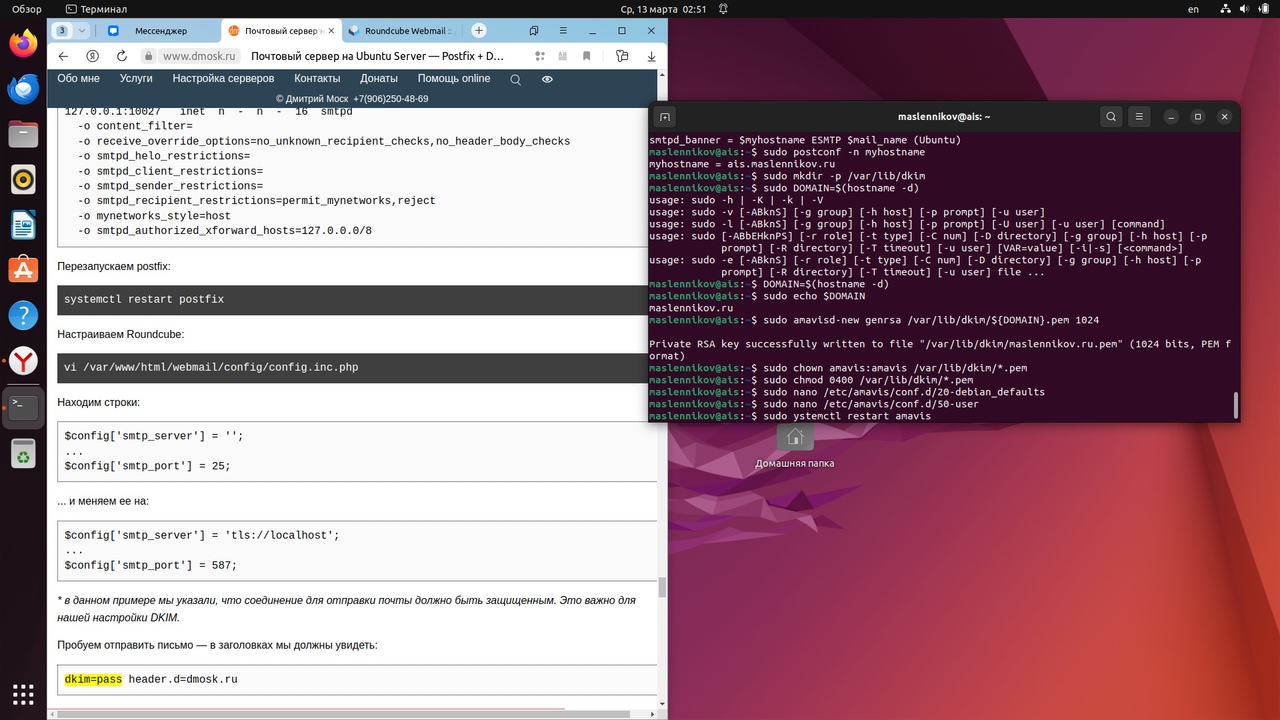 Обзор
Терминал
Ср, 13 марта 02:51
en
3
Мессенджер
Почтовый сервер н
Roundcube Webmail ::
www.dmosk.ru
Почтовый сервер на Ubuntu Server — Postfix + D…
Обо мне Услуги Настройка серверов Контакты Донаты Помощь online
© Дмитрий Моск +7(906)250-48-69
127.0.0.1:10027 inet n - n - 16 smtpd
-o content_filter=
-o receive_override_options=no_unknown_recipient_checks,no_header_body_checks
-o smtpd_helo_restrictions=
-o smtpd_client_restrictions=
-o smtpd_sender_restrictions=
-o smtpd_recipient_restrictions=permit_mynetworks,reject
-o mynetworks_style=host
-o smtpd_authorized_xforward_hosts=127.0.0.0/8
Перезапускаем postfix:
systemctl restart postfix
Настраиваем Roundcube:
vi /var/www/html/webmail/config/config.inc.php
Находим строки:
$config['smtp_server'] = '';
...
$config['smtp_port'] = 25;
... и меняем ее на:
$config['smtp_server'] = 'tls://localhost';
...
$config['smtp_port'] = 587;
* в данном примере мы указали, что соединение для отправки почты должно быть защищенным. Это важно для
нашей настройки DKIM.
Пробуем отправить письмо — в заголовках мы должны увидеть:
dkim=pass header.d=dmosk.ru
maslennikov@ais: ~
smtpd_banner = $myhostname ESMTP $mail_name (Ubuntu)
maslennikov@ais:~$ sudo postconf -n myhostname
myhostname = ais.maslennikov.ru
maslennikov@ais:~$ sudo mkdir -p /var/lib/dkim
maslennikov@ais:~$ sudo DOMAIN=$(hostname -d)
usage: sudo -h | -K | -k | -V
usage: sudo -v [-ABknS] [-g group] [-h host] [-p prompt] [-u user]
usage: sudo -l [-ABknS] [-g group] [-h host] [-p prompt] [-U user] [-u user] [command]
usage: sudo [-ABbEHknPS] [-r role] [-t type] [-C num] [-D directory] [-g group] [-h host] [-p
prompt] [-R directory] [-T timeout] [-u user] [VAR=value] [-i|-s] [<command>]
usage: sudo -e [-ABknS] [-r role] [-t type] [-C num] [-D directory] [-g group] [-h host] [-p
prompt] [-R directory] [-T timeout] [-u user] file ...
maslennikov@ais:~$ DOMAIN=$(hostname -d)
maslennikov@ais:~$ sudo echo $DOMAIN
maslennikov.ru
maslennikov@ais:~$ sudo amavisd-new genrsa /var/lib/dkim/${DOMAIN}.pem 1024
Private RSA key successfully written to file "/var/lib/dkim/maslennikov.ru.pem" (1024 bits, PEM f
ormat)
maslennikov@ais:~$ sudo chown amavis:amavis /var/lib/dkim/*.pem
maslennikov@ais:~$ sudo chmod 0400 /var/lib/dkim/*.pem
maslennikov@ais:~$ sudo nano /etc/amavis/conf.d/20-debian_defaults
maslennikov@ais:~$ sudo nano /etc/amavis/conf.d/50-user
maslennikov@ais:~$ sudo ystemctl restart amavis
Домашняя папка